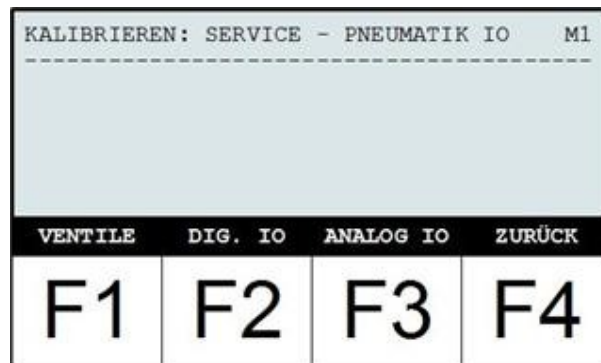 KALIBRIEREN: SERVICE - PNEUMATIK IO M1
-----------------------------------------
VENTILE DIG. IO ANALOG IO ZURÜCK
F1 F2 F3 F4